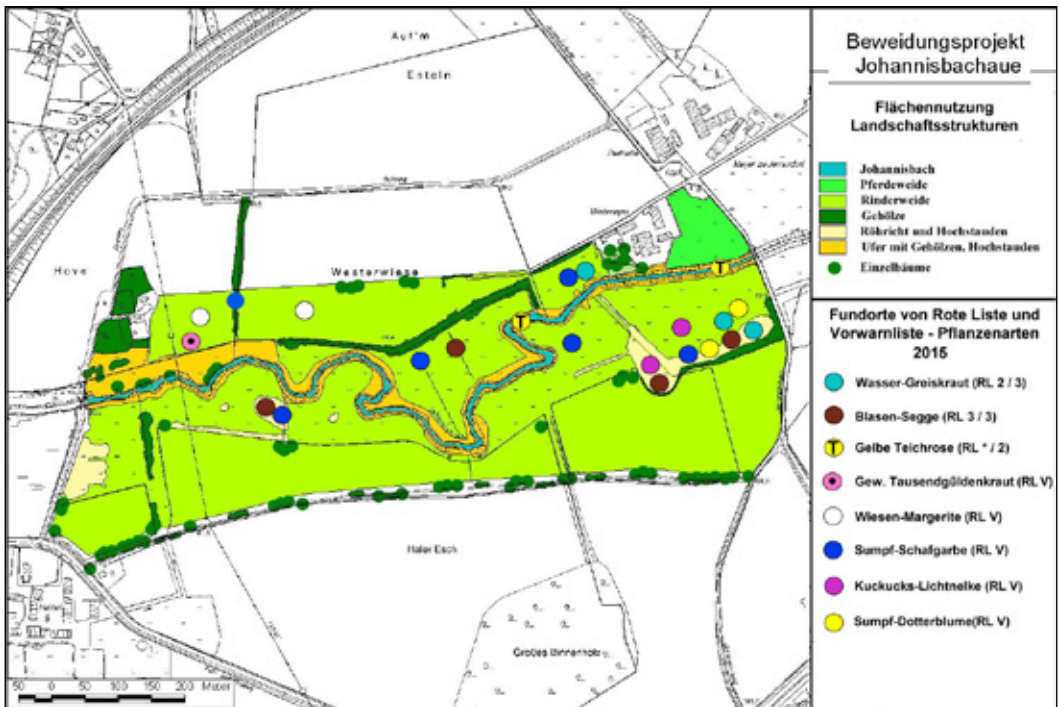 Auf'm
Enteln
Hove
Westerwiese
Haler Esch
Großes Binnenholz
50 0 50 100 150 200 Meter
Beweidungsprojekt
Johannisbachaue
Flächennutzung
Landschaftsstrukturen
Johannisbach
Pferdeweide
Rinderweide
Gehölze
Röhricht und Hochstauden
Ufer mit Gehölzen, Hochstauden
Einzelbäume
Fundorte von Rote Liste und
Vorwarnliste - Pflanzenarten
2015
Wasser-Greiskraut (RL 2 / 3)
Blasen-Segge (RL 3 / 3)
T Gelbe Teichrose (RL * / 2)
Gew. Tausendgüldenkraut (RL V)
Wiesen-Margerite (RL V)
Sumpf-Schafgarbe (RL V)
Kuckucks-Lichtnelke (RL V)
Sumpf-Dotterblume(RL V)
T
T